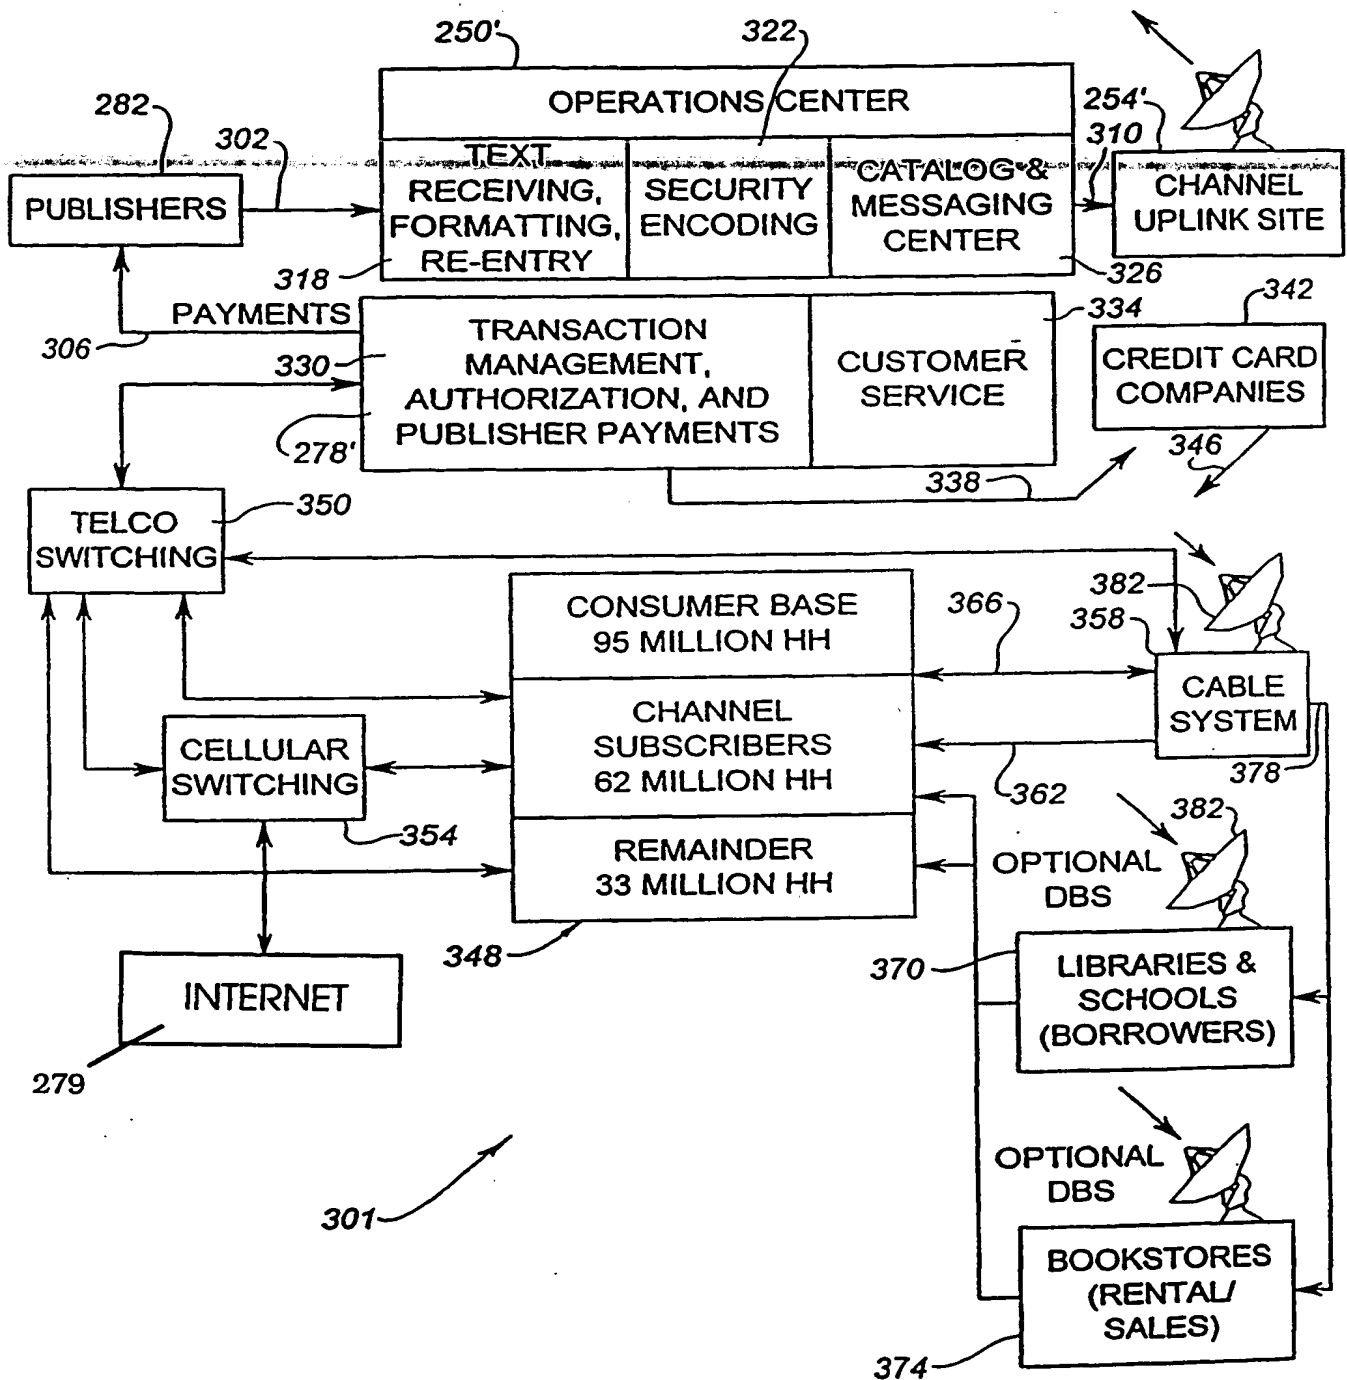 250'
322
OPERATIONS CENTER
282
302
254'
310
PUBLISHERS
TEXT
RECEIVING,
FORMATTING,
RE-ENTRY
SECURITY
ENCODING
CATALOG &
MESSAGING
CENTER
CHANNEL
UPLINK SITE
318
326
342
PAYMENTS
306
330
TRANSACTION
MANAGEMENT,
AUTHORIZATION, AND
PUBLISHER PAYMENTS
278'
334
CUSTOMER
SERVICE
CREDIT CARD
COMPANIES
346
338
350
TELCO
SWITCHING
CONSUMER BASE
95 MILLION HH
366
382
358
CABLE
SYSTEM
CHANNEL
SUBSCRIBERS
62 MILLION HH
CELLULAR
SWITCHING
354
362
378
382
REMAINDER
33 MILLION HH
OPTIONAL
DBS
348
370
LIBRARIES &
SCHOOLS
(BORROWERS)
INTERNET
279
OPTIONAL
DBS
301
BOOKSTORES
(RENTAL/
SALES)
374